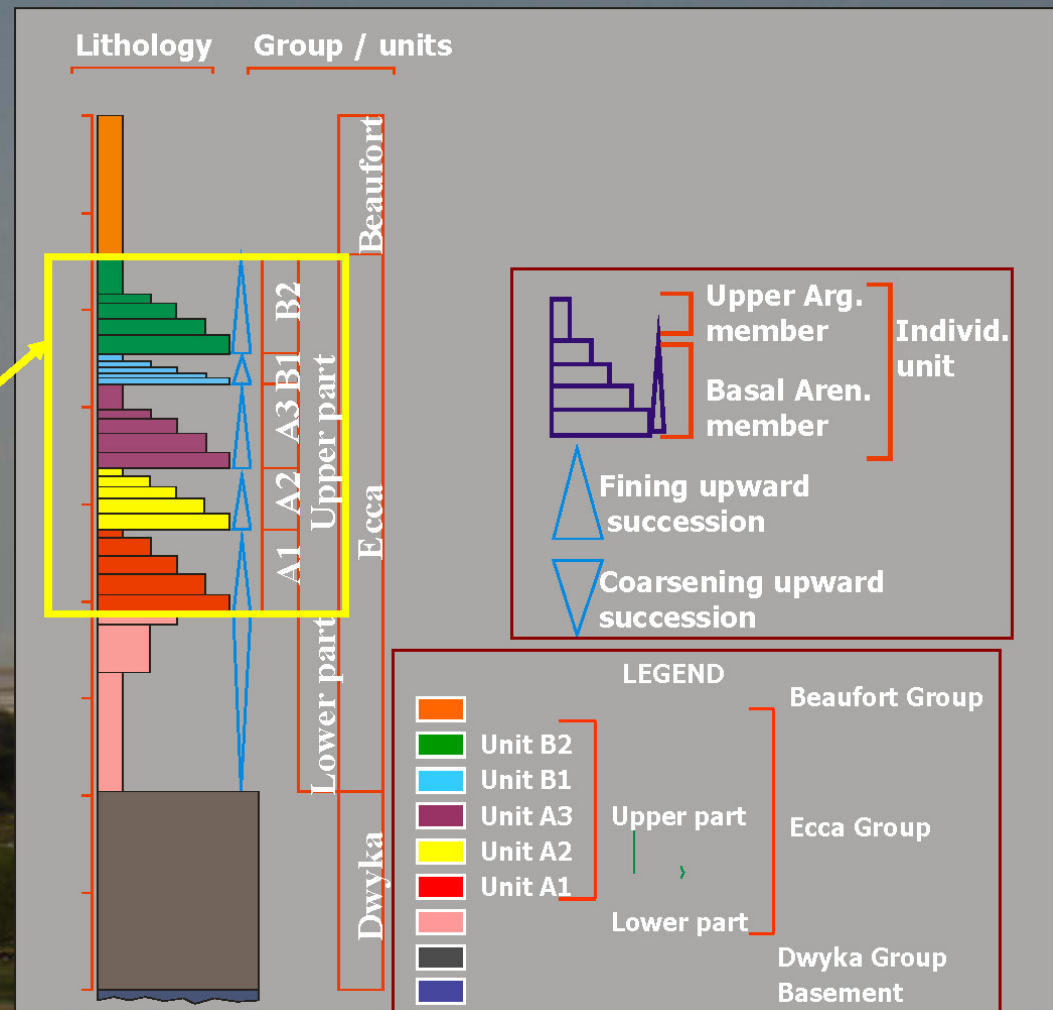 Lithology
Group / units
Beaufort
B2
B1
A3
A2
A1
Upper part
Lower part
Ecca
Dwyka
Upper Arg.
member
Individ.
unit
Basal Aren.
member
Fining upward
succession
Coarsening upward
succession
LEGEND
Beaufort Group
Unit B2
Unit B1
Unit A3
Upper part
Ecca Group
Unit A2
Unit A1
Lower part
Dwyka Group
Basement